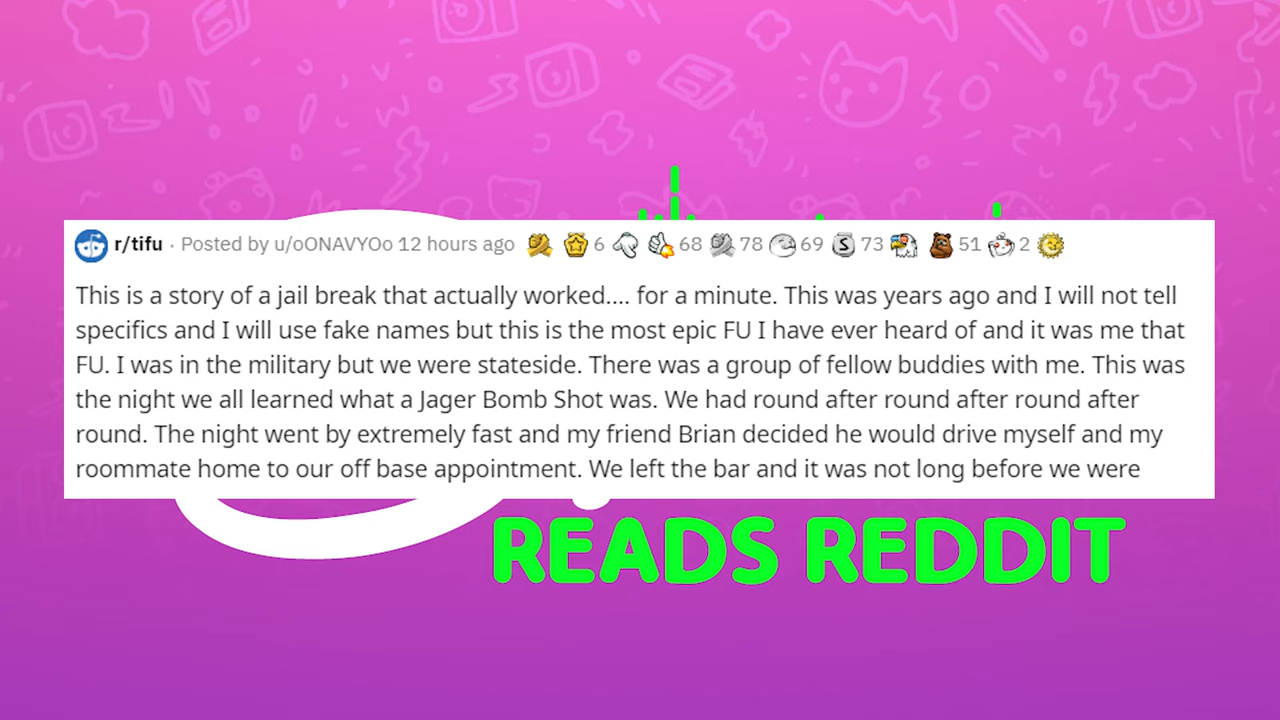 r/tifu · Posted by u/oONAVYOo 12 hours ago 6 68 78 69 73 51 2
This is a story of a jail break that actually worked.... for a minute. This was years ago and I will not tell
specifics and I will use fake names but this is the most epic FU I have ever heard of and it was me that
FU. I was in the military but we were stateside. There was a group of fellow buddies with me. This was
the night we all learned what a Jager Bomb Shot was. We had round after round after round after
round. The night went by extremely fast and my friend Brian decided he would drive myself and my
roommate home to our off base appointment. We left the bar and it was not long before we were
READS REDDIT